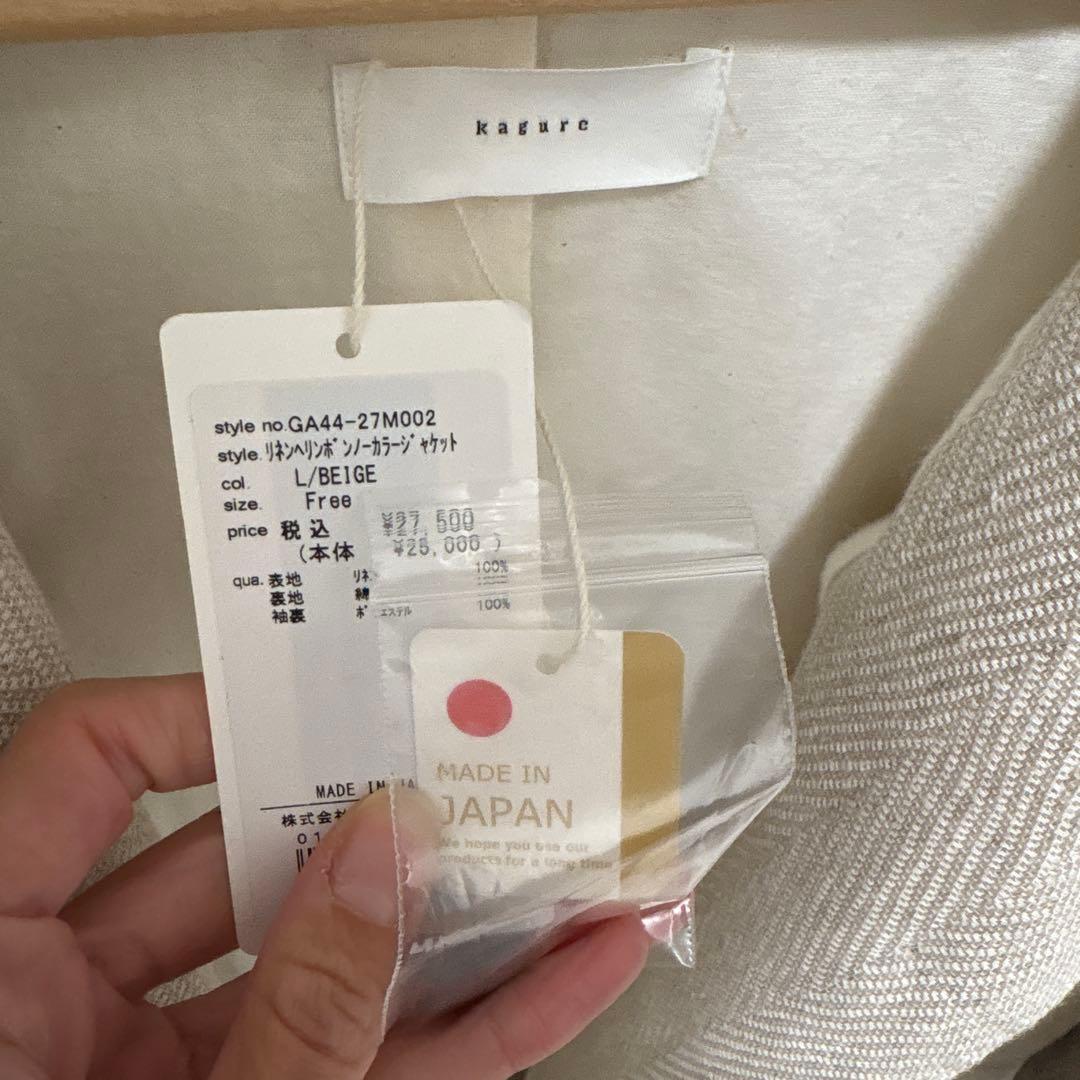 kagure
style no.GA44-27M002
style.ﾘﾈﾝﾍﾘﾝﾎﾞﾝﾉｰｶﾗｰｼﾞｬｹｯﾄ
col. L/BEIGE
size. Free
price 税込 ¥27,500
(本体 ¥25,000)
qua. 表地 ﾘﾈ 100%
裏地 綿
袖裏 ﾎﾟ ｴｽﾃﾙ 100%
MADE IN JA
株式会社
MADE IN
JAPAN
We hope you use our
products for a long time